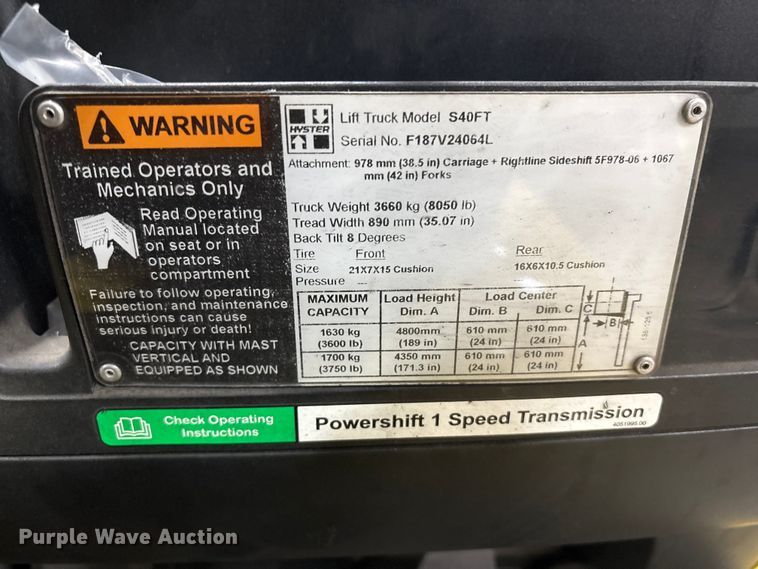 WARNING
Trained Operators and
Mechanics Only
Read Operating
Manual located
on seat or in
operators
compartment
Failure to follow operating,
inspection, and maintenance
instructions can cause
serious injury or death!
CAPACITY WITH MAST
VERTICAL AND
EQUIPPED AS SHOWN
HYSTER
Lift Truck Model S40FT
Serial No. F187V24064L
Attachment: 978 mm (38.5 in) Carriage + Rightline Sideshift 5F978-06 + 1067
mm (42 in) Forks
Truck Weight 3660 kg (8050 lb)
Tread Width 890 mm (35.07 in)
Back Tilt 8 Degrees
Tire Front Rear
Size 21X7X15 Cushion 16X6X10.5 Cushion
Pressure ---- ----
MAXIMUM CAPACITY Load Height Dim. A Load Center Dim. B Dim. C
1630 kg (3600 lb) 4800mm (189 in) 610 mm (24 in) 610 mm (24 in)
1700 kg (3750 lb) 4350 mm (171.3 in) 610 mm (24 in) 610 mm (24 in)
C
B
A
Check Operating
Instructions
Powershift 1 Speed Transmission
4051995.00
Purple Wave Auction